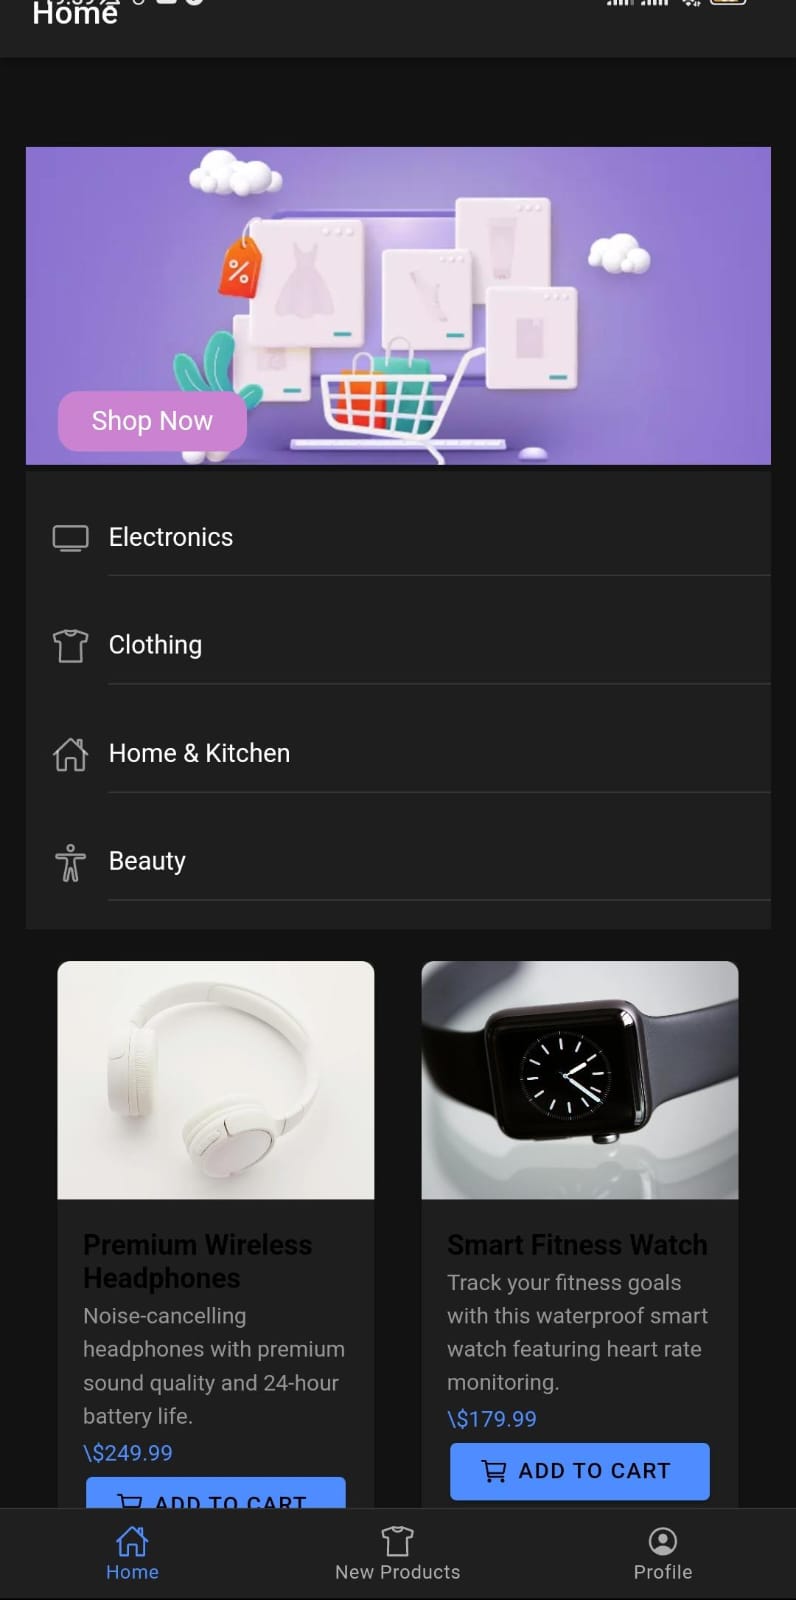 Home
%
Shop Now
Electronics
Clothing
Home & Kitchen
Beauty
Premium Wireless
Headphones
Noise-cancelling
headphones with premium
sound quality and 24-hour
battery life.
\$249.99
ADD TO CART
Smart Fitness Watch
Track your fitness goals
with this waterproof smart
watch featuring heart rate
monitoring.
\$179.99
ADD TO CART
Home
New Products
Profile